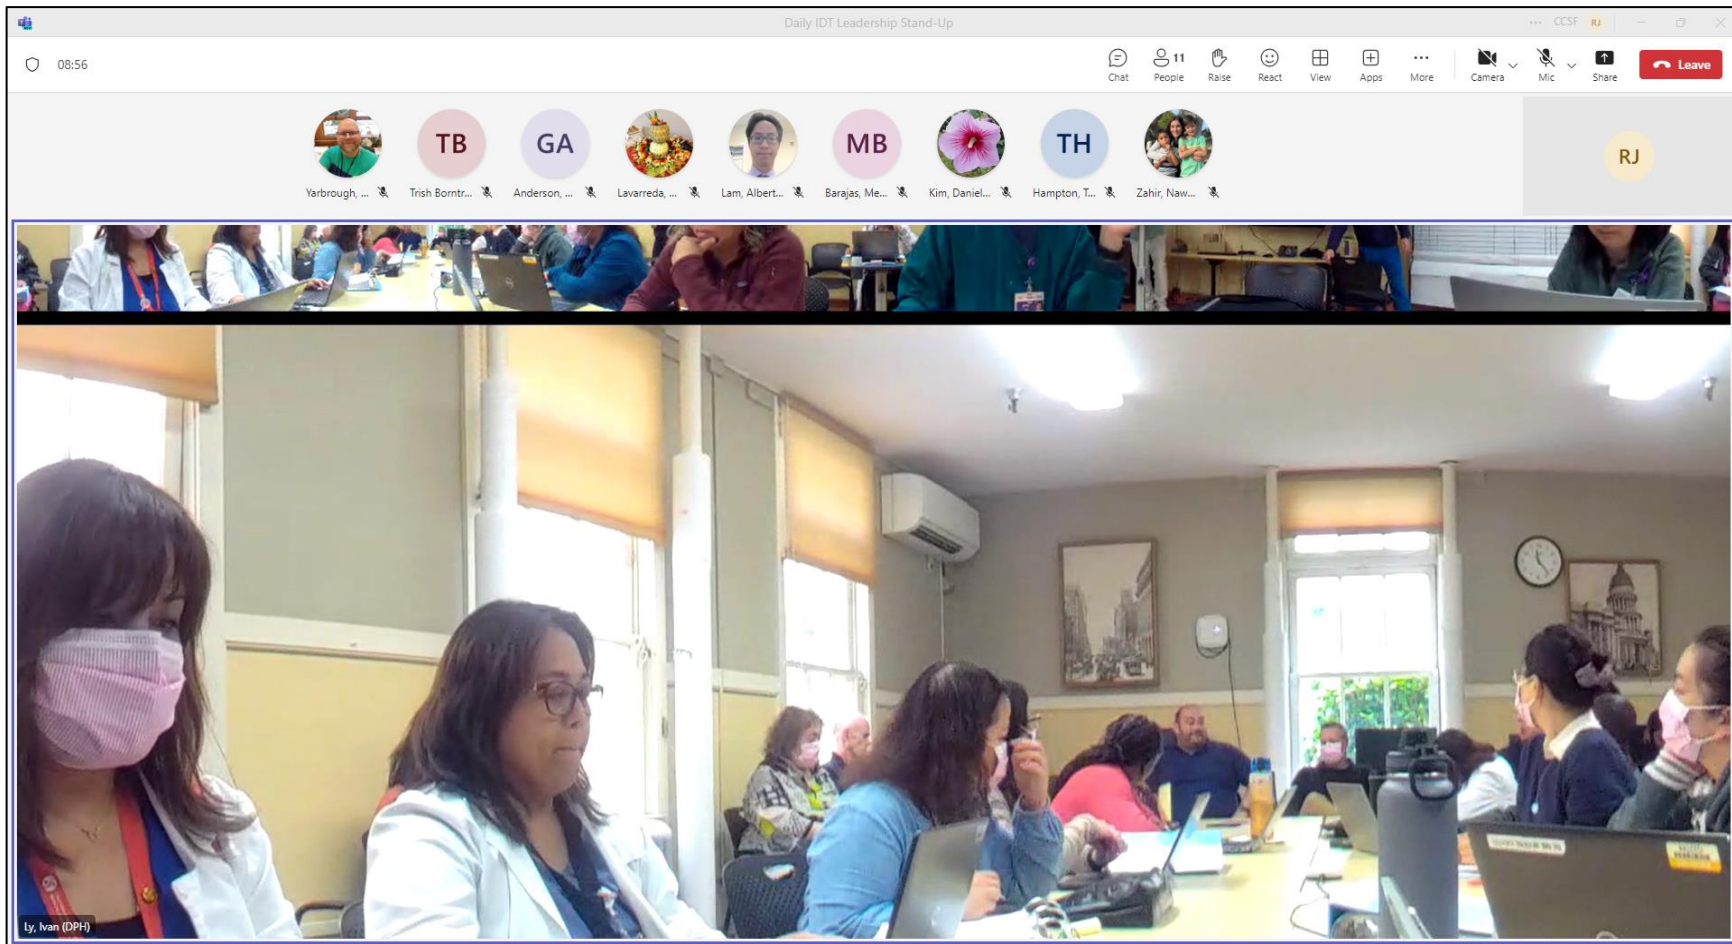 Daily IDT Leadership Stand-Up
CCSF RJ
08:56
Chat
11
People
Raise
React
View
Apps
More
Camera
Mic
Share
Leave
TB
GA
MB
TH
RJ
Yarbrough, ...
Trish Borntr...
Anderson, ...
Lavarreda, ...
Lam, Albert...
Barajas, Me...
Kim, Daniel...
Hampton, T...
Zahir, Naw...
Ly, Ivan (DPH)